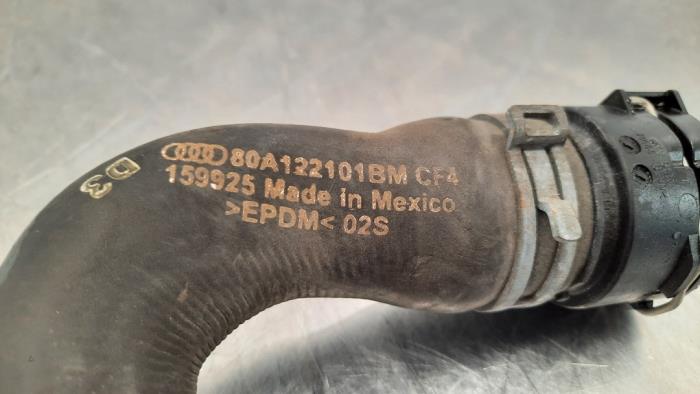 80A122101BM CF4
159925 Made in Mexico
>EPDM< 02S
D3